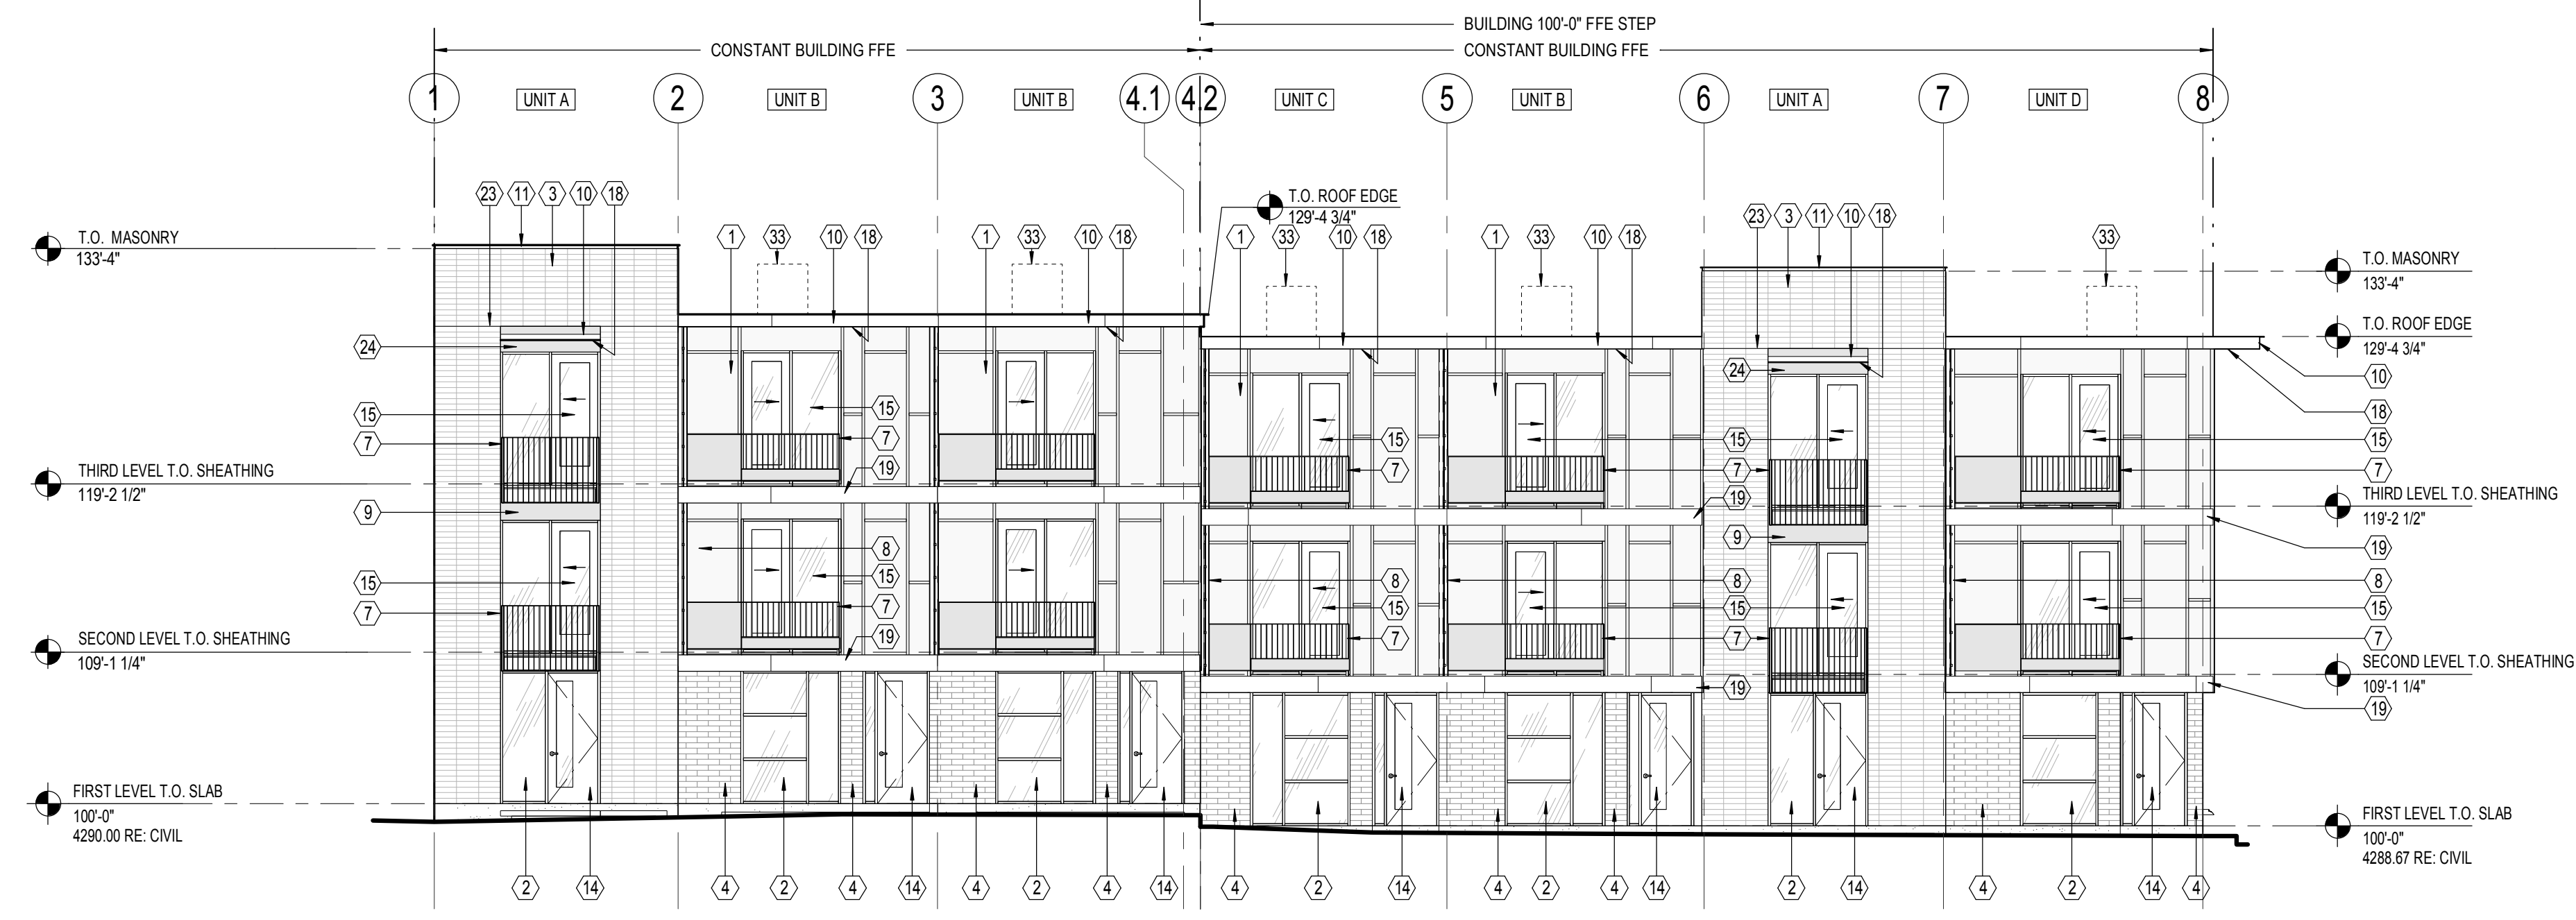 BUILDING 100'-0" FFE STEP
CONSTANT BUILDING FFE
CONSTANT BUILDING FFE
1 UNIT A 2 UNIT B 3 UNIT B 4.1 4.2 UNIT C 5 UNIT B 6 UNIT A 7 UNIT D 8
23 11 3 10 18
T.O. ROOF EDGE
129'-4 3/4"
23 3 11 10 18
T.O. MASONRY
133'-4"
1 33 10 18 1 33 10 18 1 33 10 18 1 33 10 18 33
T.O. MASONRY
133'-4"
T.O. ROOF EDGE
129'-4 3/4"
24
24
10
15 15
18
7 7 15 15 15
19 7 7 7
THIRD LEVEL T.O. SHEATHING
119'-2 1/2"
19
THIRD LEVEL T.O. SHEATHING
119'-2 1/2"
9 9
8 19
15 15 8 8 8
7 7 15 15 15
19 7 7 7
SECOND LEVEL T.O. SHEATHING
109'-1 1/4"
SECOND LEVEL T.O. SHEATHING
109'-1 1/4"
19 19
FIRST LEVEL T.O. SLAB
100'-0"
4290.00 RE: CIVIL
FIRST LEVEL T.O. SLAB
100'-0"
4288.67 RE: CIVIL
2 14 4 2 4 14 4 2 4 14 4 2 14 4 2 4 14 2 14 4 2 14 4